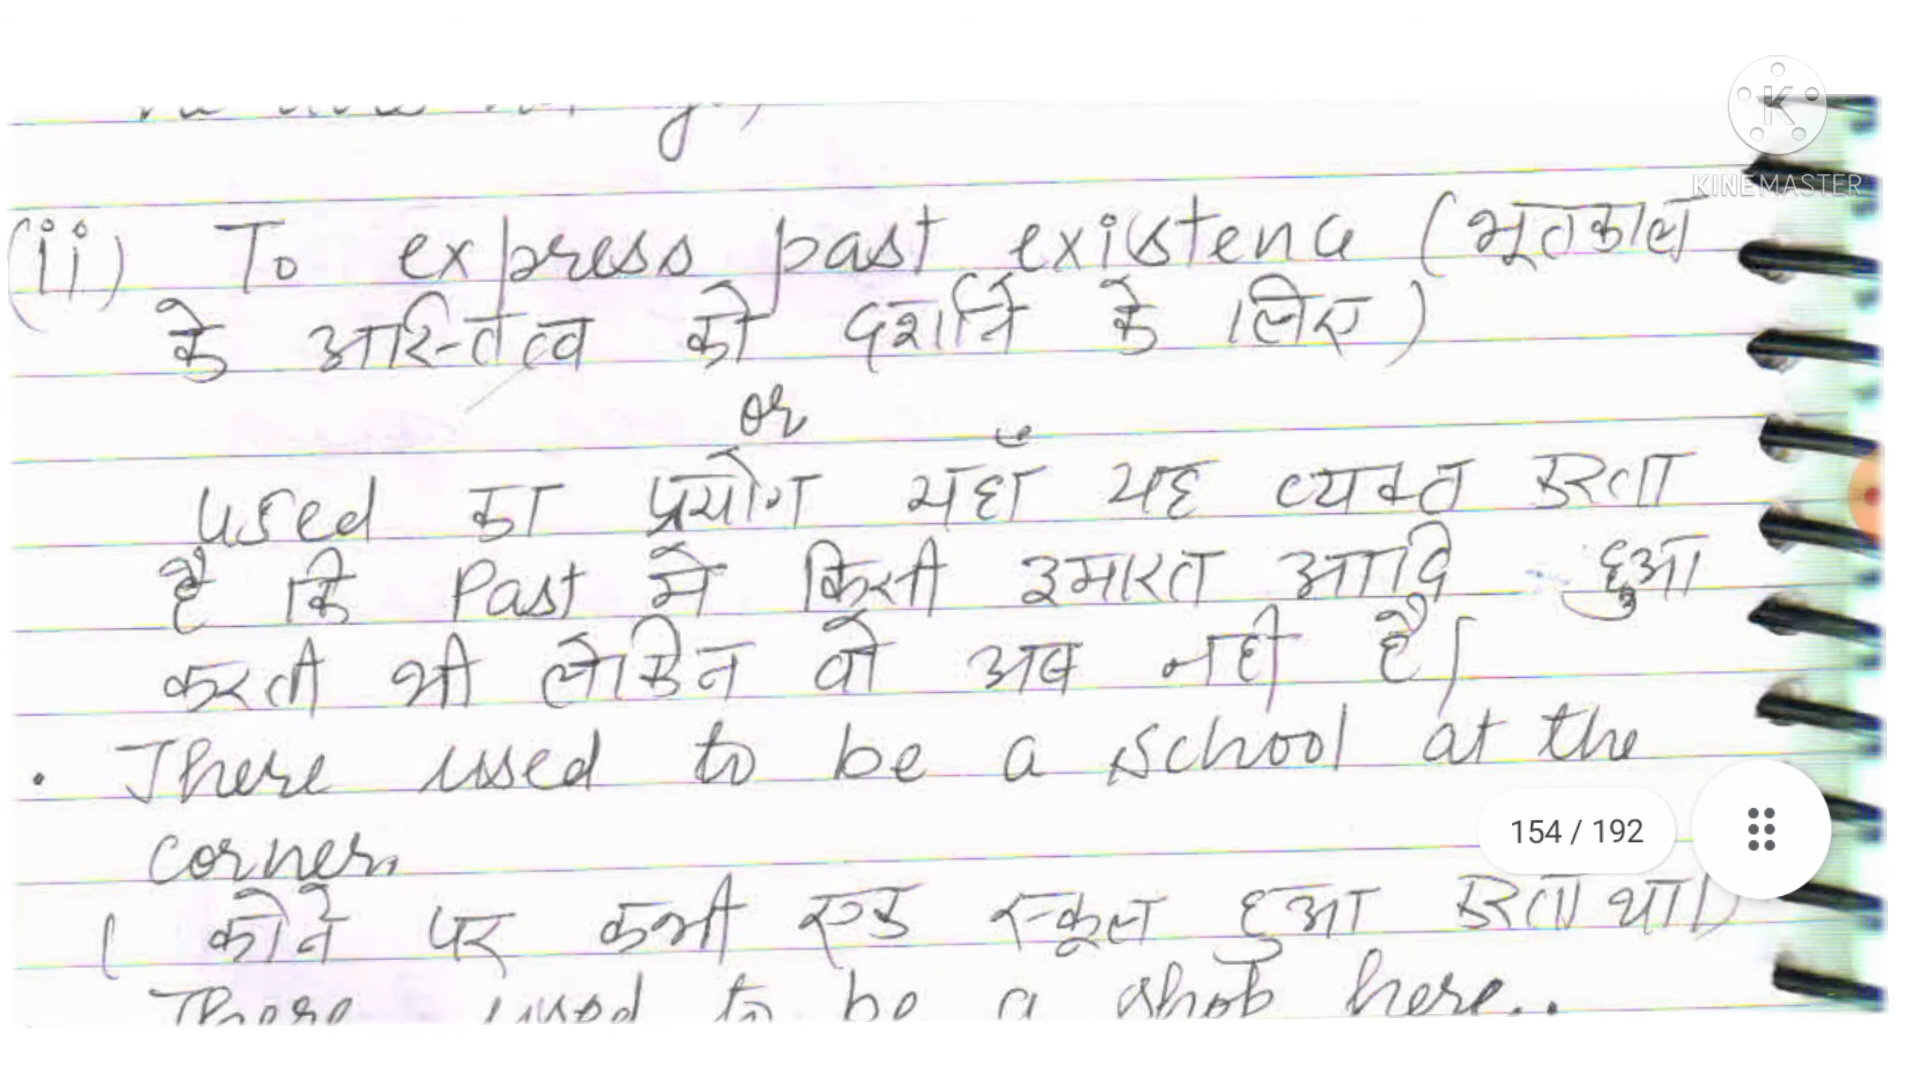 KINEMASTER
(ii) To express past existence (भूतकाल
के अस्तित्व को दर्शाने के लिए)
or
used का प्रयोग यहाँ यह व्यक्त करता
है कि Past मे किसी इमारत आदि हुआ
करती थी लेकिन वो अब नही है।
• There used to be a school at the
corner.
154 / 192
( कोने पर कभी एक स्कूल हुआ करता था।)
There used to be a shop here..